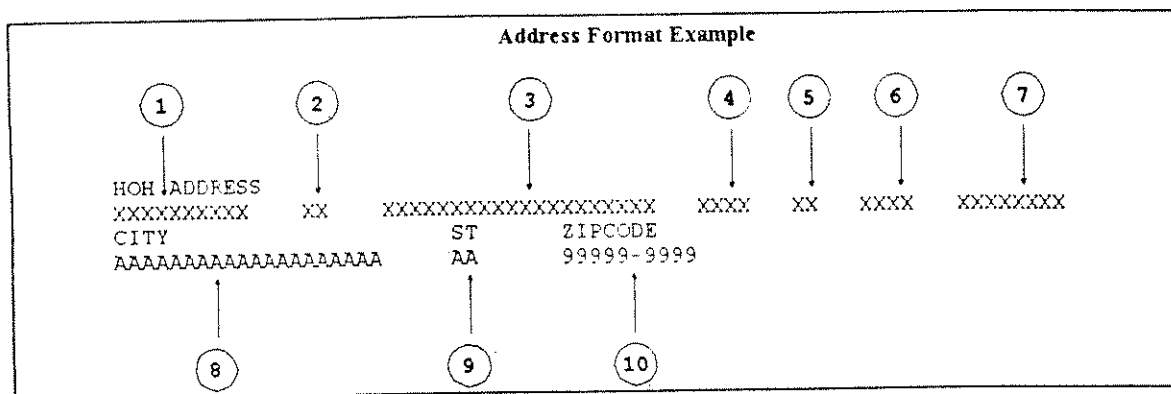 Address Format Example
1 2 3 4 5 6 7
HOH ADDRESS
XXXXXXXXXX XX XXXXXXXXXXXXXXXXXXXX XXXX XX XXXX XXXXXXXX
CITY ST ZIPCODE
AAAAAAAAAAAAAAAAAAAA AA 99999-9999
8 9 10